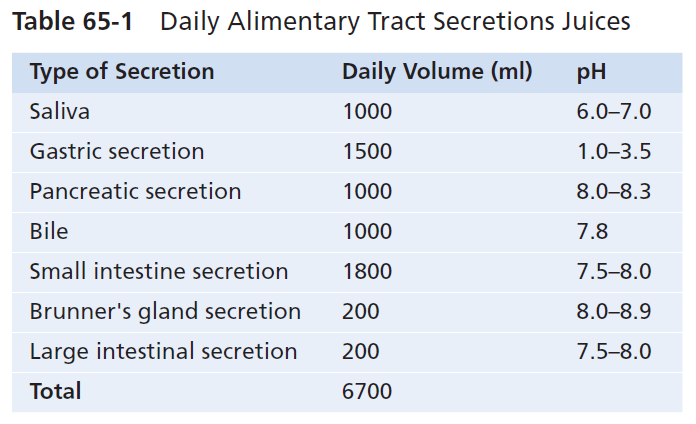 Table 65-1 Daily Alimentary Tract Secretions Juices
Type of Secretion Daily Volume (ml) pH
Saliva 1000 6.0–7.0
Gastric secretion 1500 1.0–3.5
Pancreatic secretion 1000 8.0–8.3
Bile 1000 7.8
Small intestine secretion 1800 7.5–8.0
Brunner's gland secretion 200 8.0–8.9
Large intestinal secretion 200 7.5–8.0
Total 6700